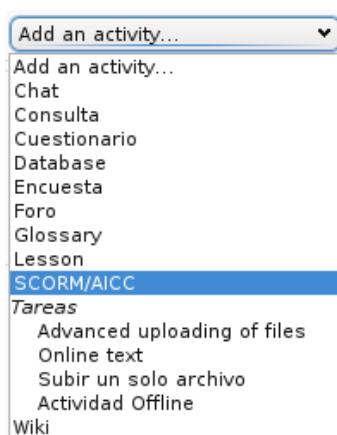 Add an activity...
Add an activity...
Chat
Consulta
Cuestionario
Database
Encuesta
Foro
Glossary
Lesson
SCORM/AICC
Tareas
Advanced uploading of files
Online text
Subir un solo archivo
Actividad Offline
Wiki